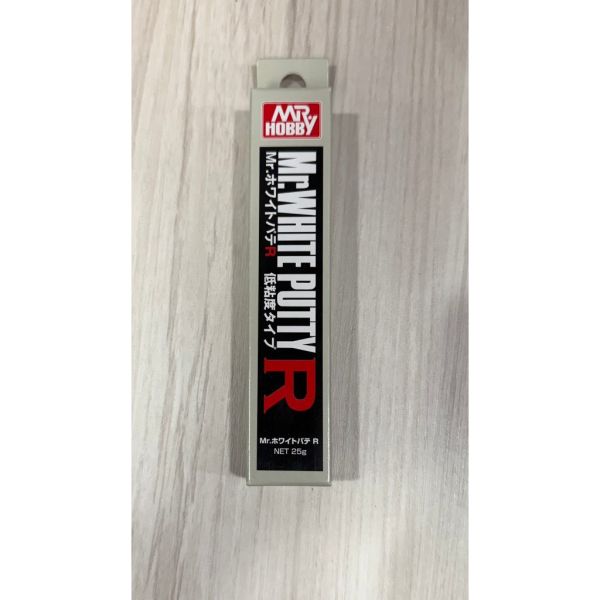 MR.
HOBBY
Mr.WHITE PUTTY R
Mr.ホワイトパテR 低粘度タイプ
Mr.ホワイトパテ R
NET 25g